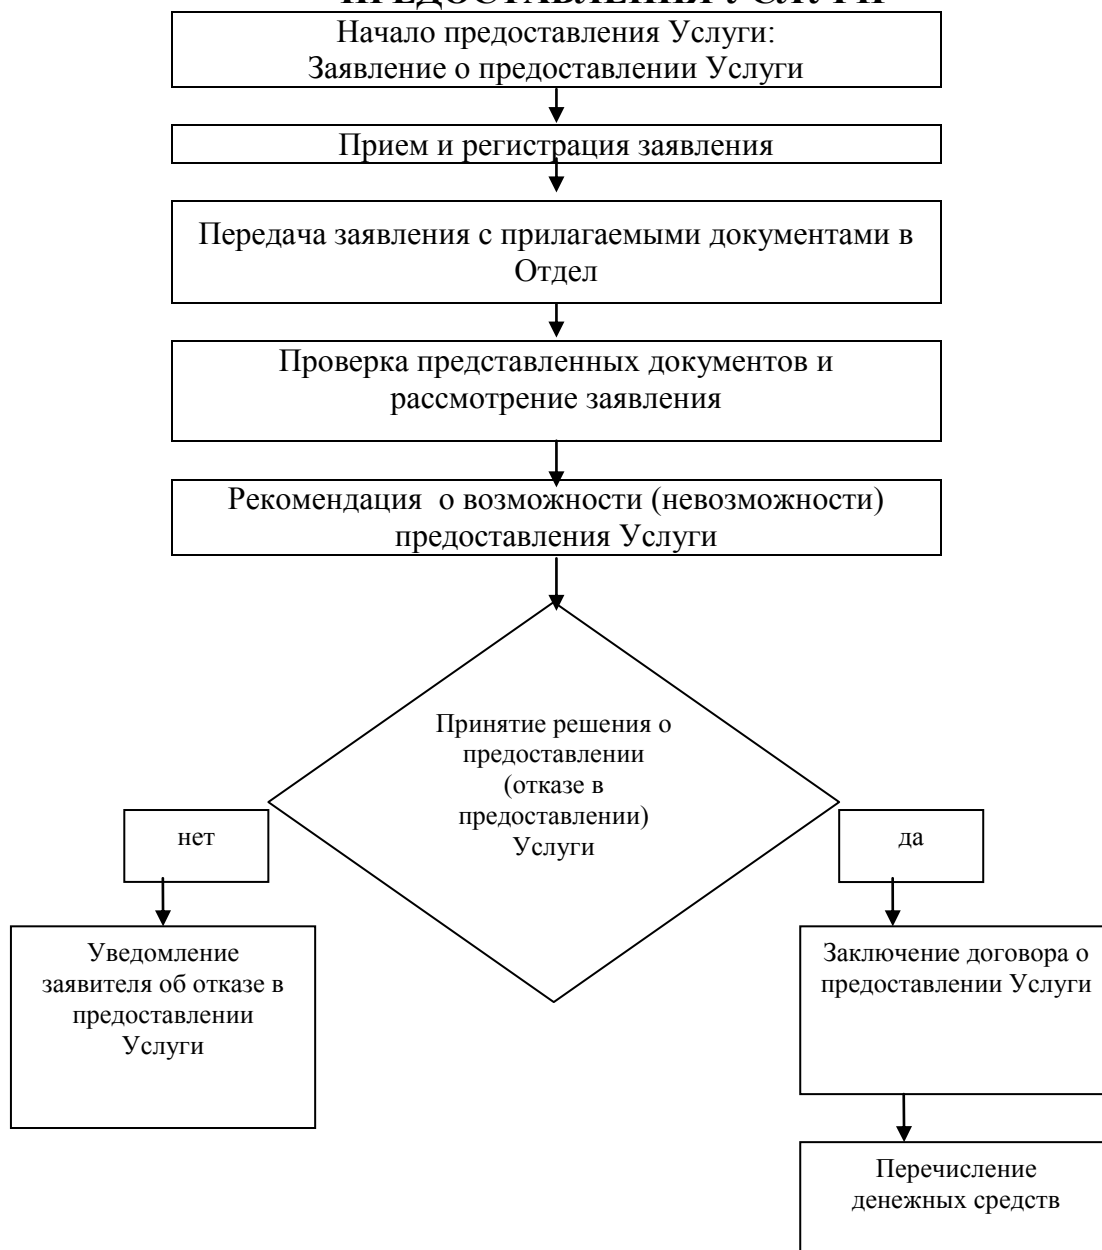 ПРЕДОСТАВЛЕНИЯ УСЛУГИ
Начало предоставления Услуги:
Заявление о предоставлении Услуги
Прием и регистрация заявления
Передача заявления с прилагаемыми документами в
Отдел
Проверка представленных документов и
рассмотрение заявления
Рекомендация о возможности (невозможности)
предоставления Услуги
Принятие решения о
предоставлении
(отказе в
предоставлении)
Услуги
нет
да
Уведомление
заявителя об отказе в
предоставлении
Услуги
Заключение договора о
предоставлении Услуги
Перечисление
денежных средств